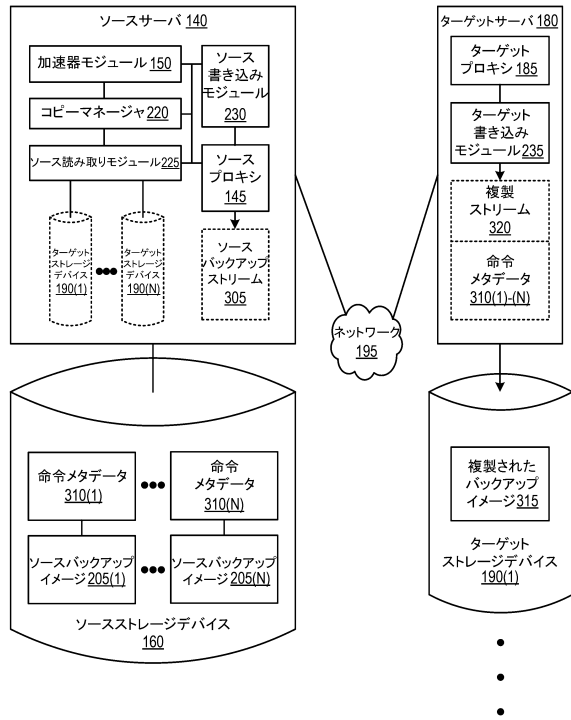 ソースサーバ 140
加速器モジュール 150
コピーマネージャ 220
ソース読み取りモジュール 225
ソース
書き込み
モジュール
230
ソース
プロキシ
145
ターゲット
ストレージ
デバイス
190(1)
ターゲット
ストレージ
デバイス
190(N)
ソース
バックアップ
ストリーム
305
ネットワーク
195
ターゲットサーバ 180
ターゲット
プロキシ 185
ターゲット
書き込み
モジュール 235
複製
ストリーム
320
命令
メタデータ
310(1)-(N)
命令メタデータ
310(1)
命令
メタデータ
310(N)
ソースバックアップ
イメージ 205(1)
ソースバックアップ
イメージ 205(N)
ソースストレージデバイス
160
複製された
バックアップ
イメージ 315
ターゲット
ストレージデバイス
190(1)